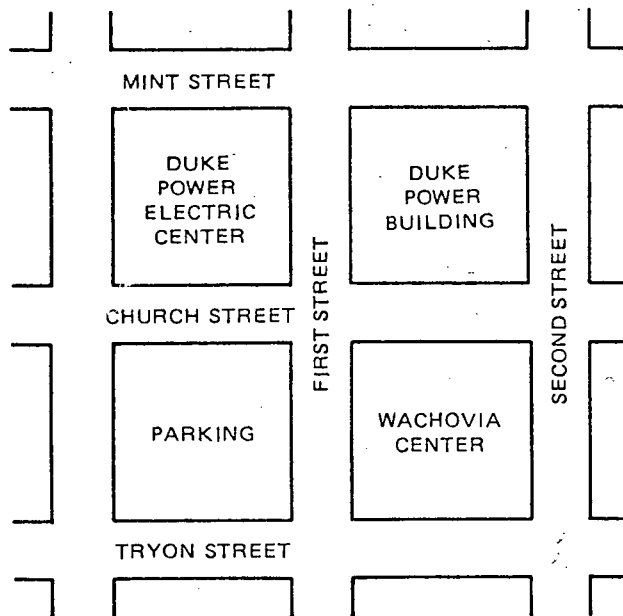 MINT STREET
DUKE
POWER
ELECTRIC
CENTER
DUKE
POWER
BUILDING
CHURCH STREET
FIRST STREET
SECOND STREET
PARKING
WACHOVIA
CENTER
TRYON STREET